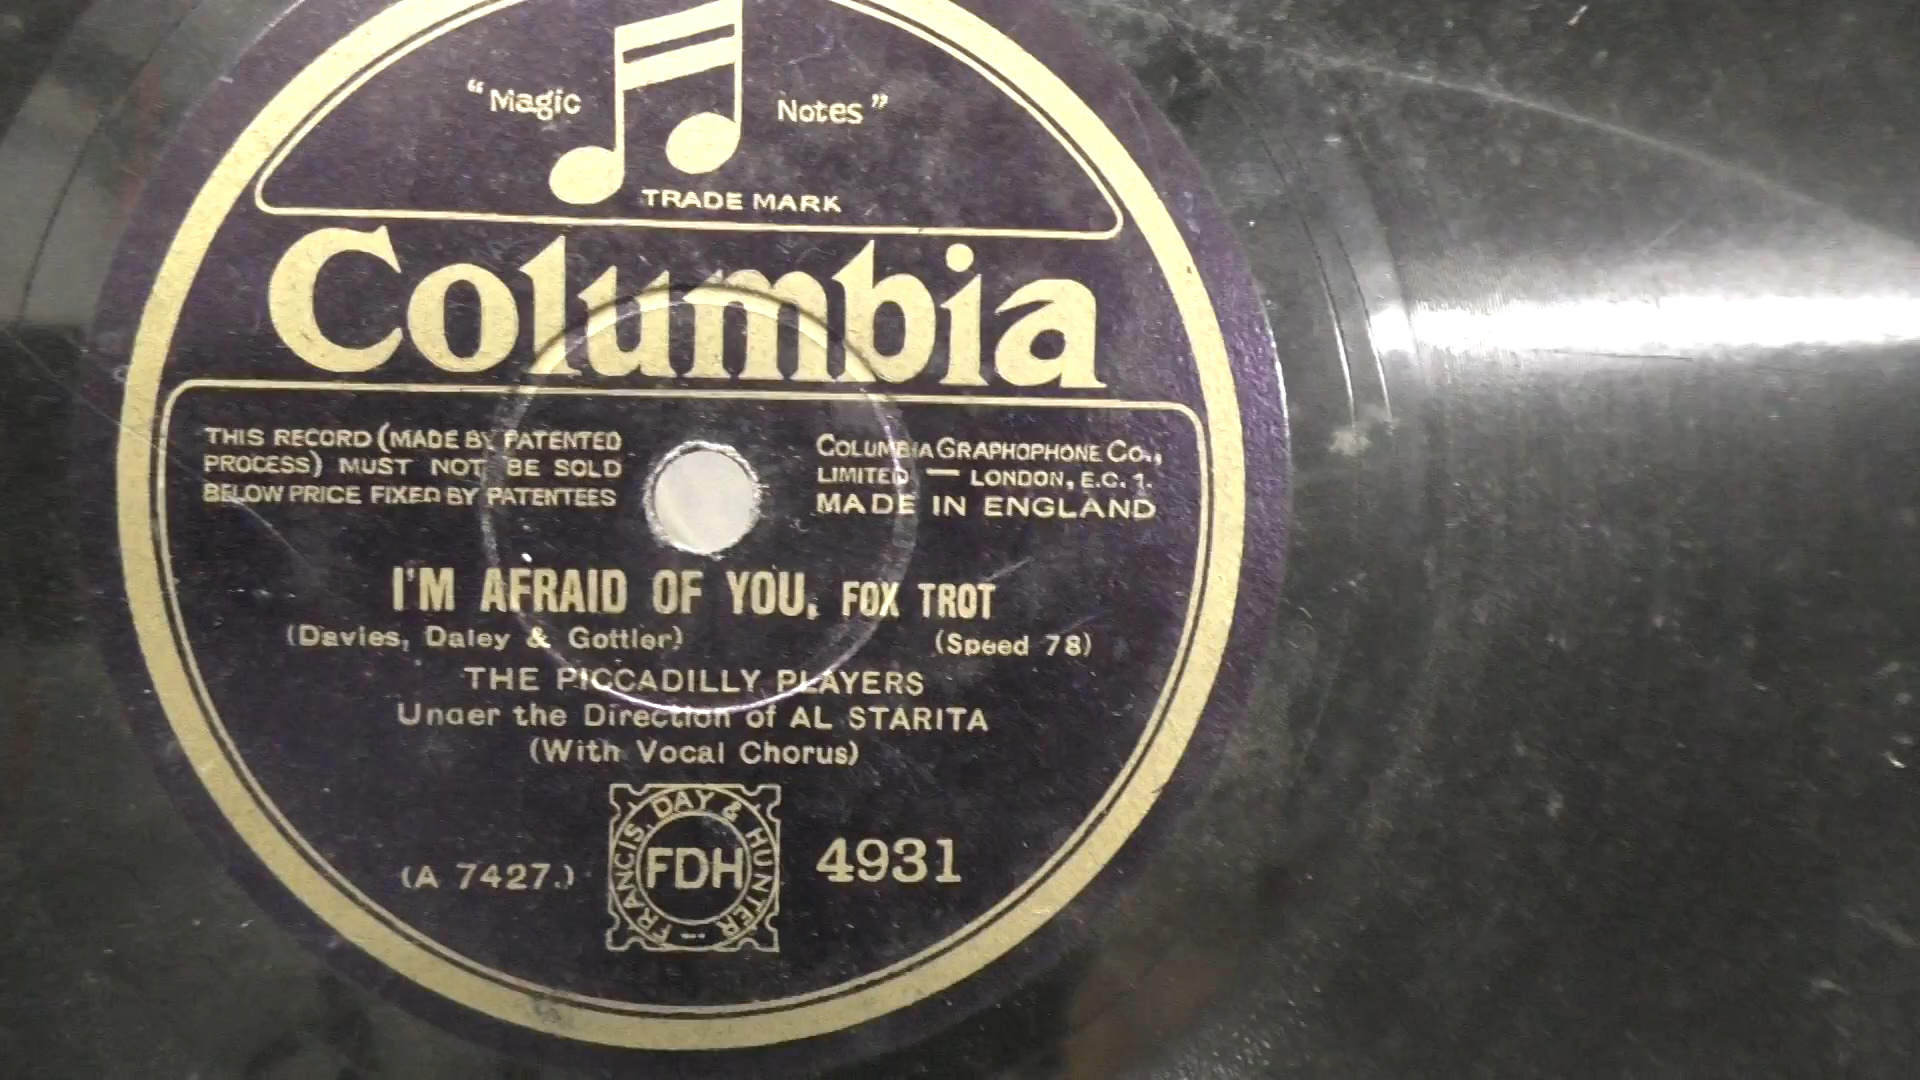 "Magic Notes"
TRADE MARK
Columbia
THIS RECORD (MADE BY PATENTED
PROCESS) MUST NOT BE SOLD
BELOW PRICE FIXED BY PATENTEES
COLUMBIA GRAPHOPHONE CO.,
LIMITED — LONDON, E.C. 1.
MADE IN ENGLAND
I'M AFRAID OF YOU, FOX TROT
(Davies, Daley & Gottler) (Speed 78)
THE PICCADILLY PLAYERS
Under the Direction of AL STARITA
(With Vocal Chorus)
FRANCIS, DAY & HUNTER
FDH
(A 7427.) 4931